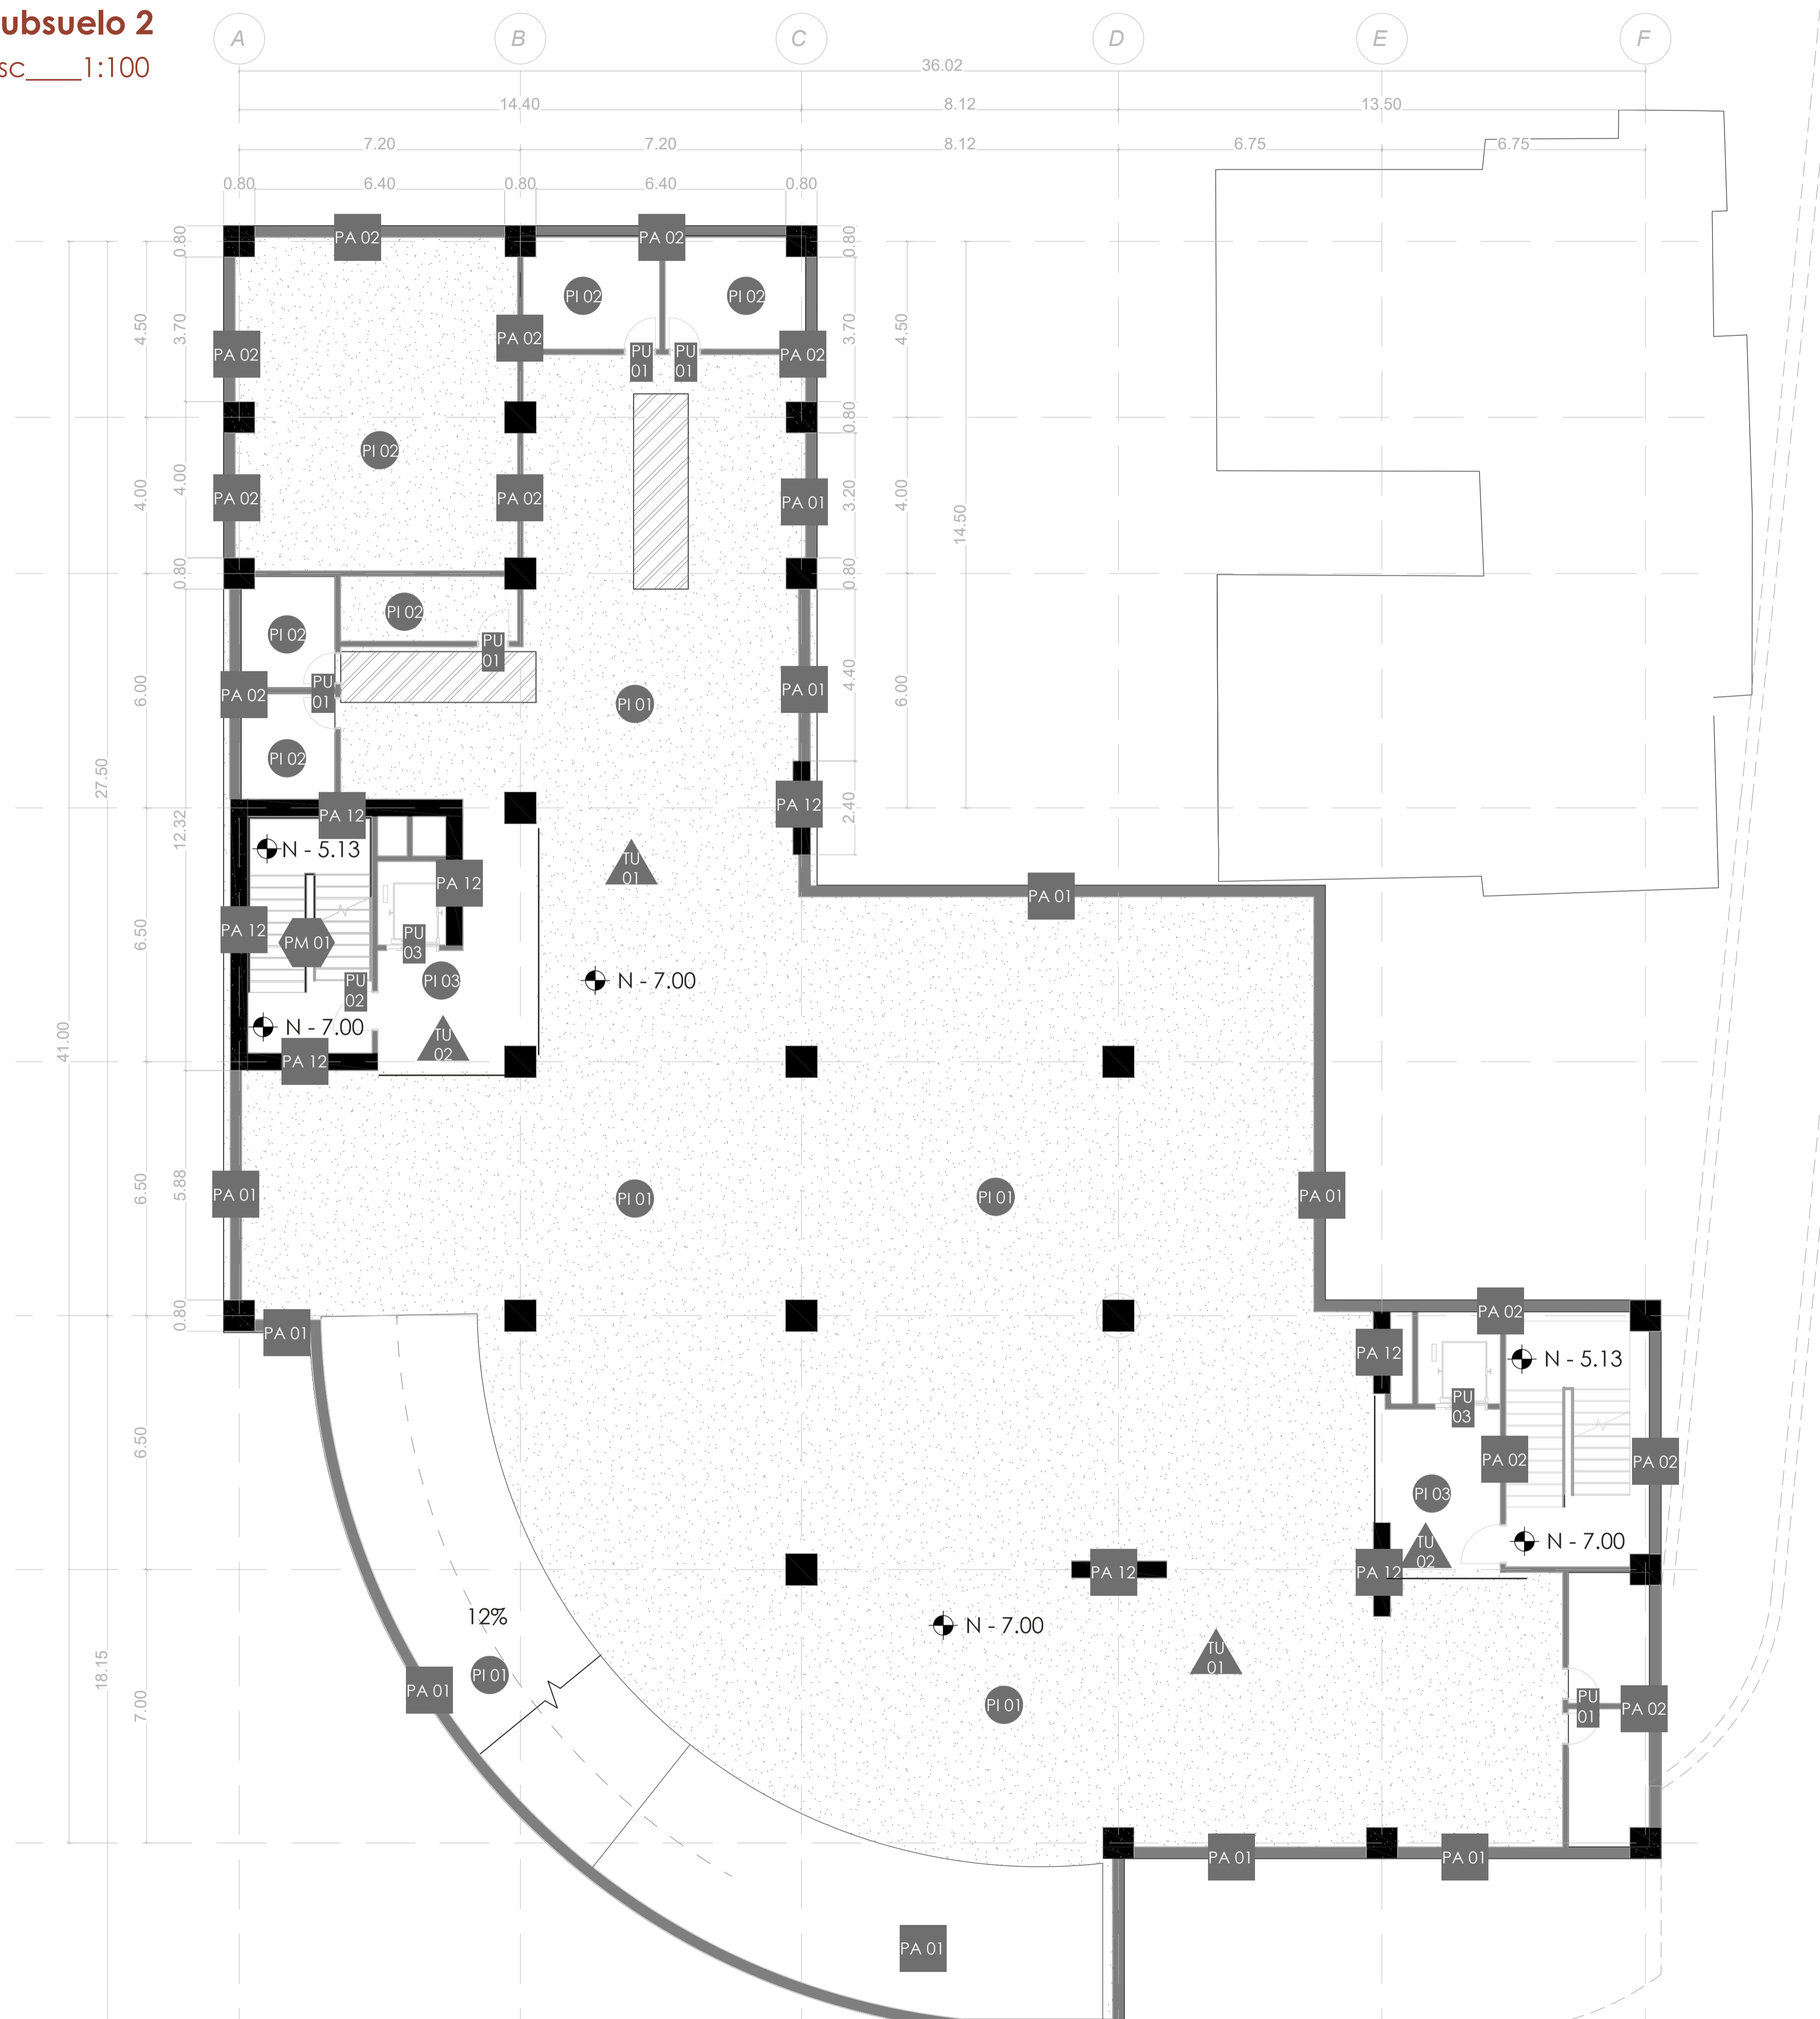 ubsuelo 2
sc____1:100
A B C D E F
36.02
14.40 8.12 13.50
7.20 7.20 8.12 6.75 6.75
0.80 6.40 0.80 6.40 0.80
PA 02 PA 02
0.80 0.80
PI 02 PI 02
4.50 3.70 3.70 4.50
PA 02 PA 02 PA 02
PU 01 PU 01
0.80
PI 02
4.00 4.00 3.20 4.00
PA 02 PA 02 PA 01
14.50
0.80 0.80
PI 02
PI 02
PU 01
6.00 4.40 6.00
PA 02 PU 01 PI 01 PA 01
PI 02
27.50
12.32 2.40
PA 12 PA 12
N - 5.13
TU 01
PA 12
6.50
PA 12 PM 01 PU 03
PU 02 PI 03 N - 7.00
N - 7.00 TU 02
41.00
PA 12
6.50 5.88
PA 01 PI 01 PI 01 PA 01
0.80
PA 01 PA 02
PA 12 N - 5.13
PU 03
6.50
PA 02 PA 02
PI 03
TU 02 N - 7.00
PA 12 PA 12
12%
N - 7.00
TU 01
18.15
PI 01
PA 01 PI 01
7.00
PU 01 PA 02
PA 01 PA 01
PA 01